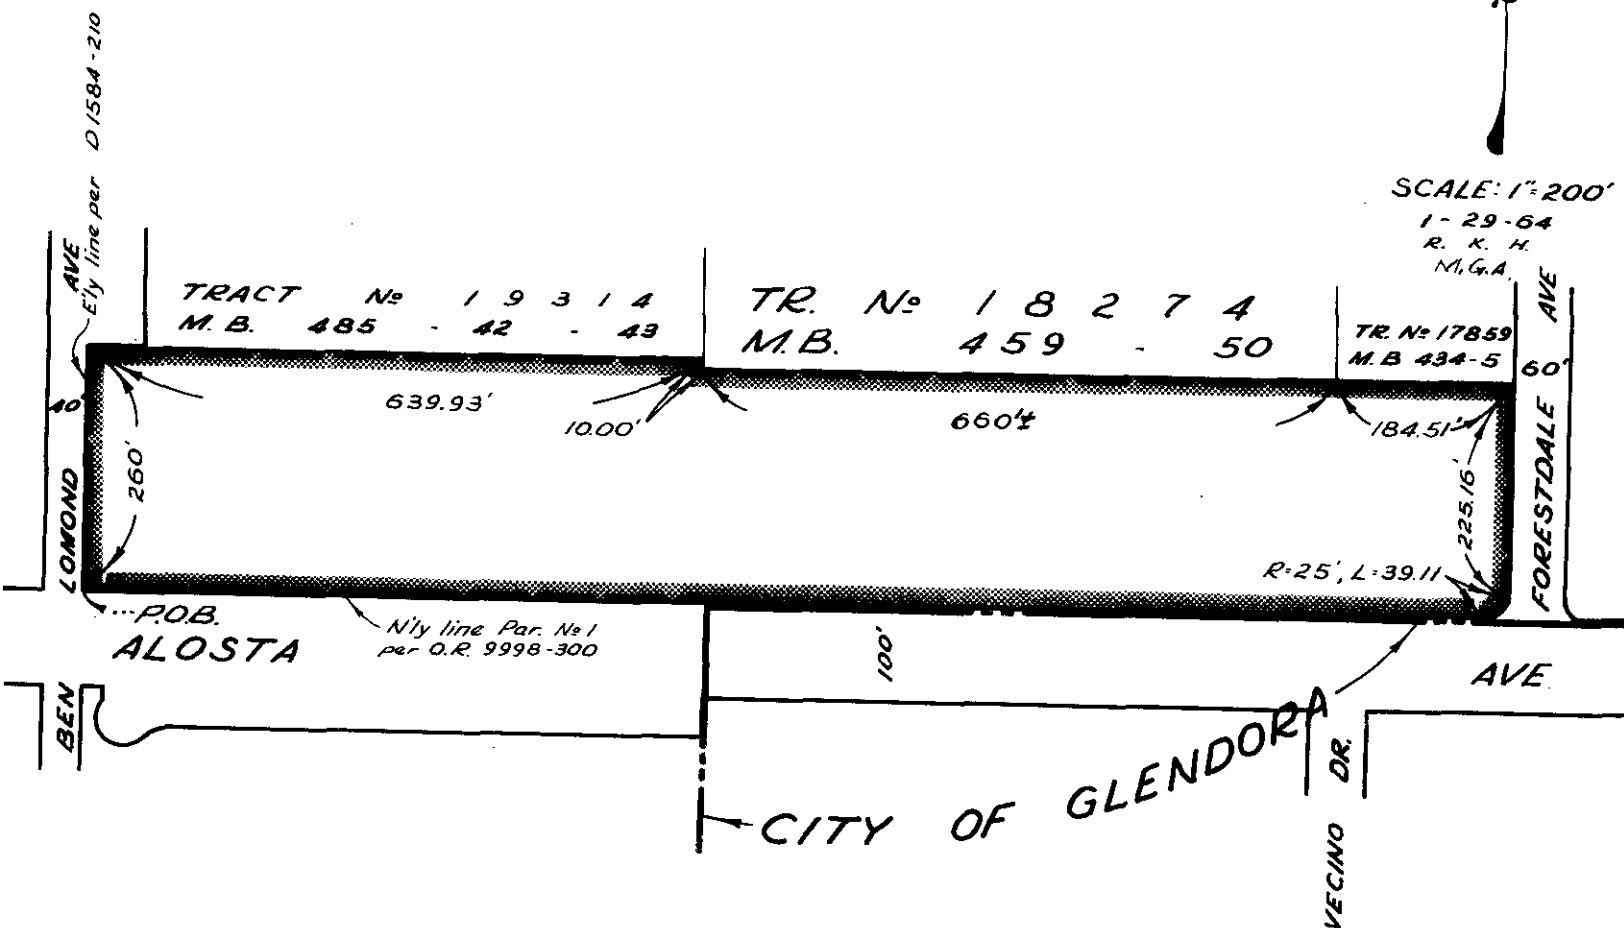 E'ly line per D 1584-210
SCALE: 1"=200'
1-29-64
R. K. H.
M.G.A.
TRACT No 19314
M. B. 485 - 42 - 43
TR. No 18274
M. B. 459 - 50
TR. No 17859
M. B 434-5
60'
FORESTDALE AVE
40'
BEN LOMOND AVE
639.93'
10.00'
660'±
184.51'
260'
225.16'
R=25', L=39.11
...P.O.B.
N'ly line Par. No 1
per O.R. 9998-300
ALOSTA AVE.
100'
CITY OF GLENDORA
VECINO DR.